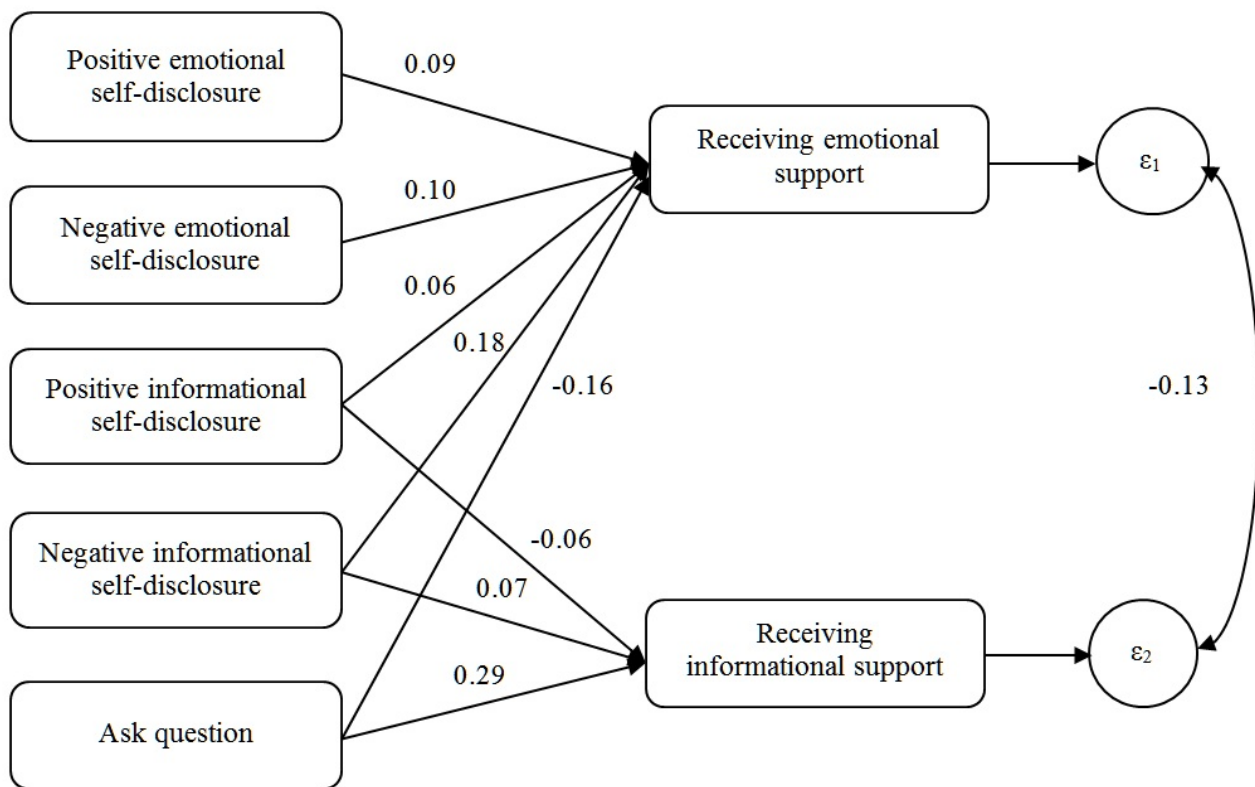 Positive emotional
self-disclosure
0.09
Negative emotional
self-disclosure
0.10
Positive informational
self-disclosure
0.06
0.18
-0.16
Negative informational
self-disclosure
-0.06
0.07
Ask question
0.29
Receiving emotional
support
ε1
-0.13
Receiving
informational support
ε2